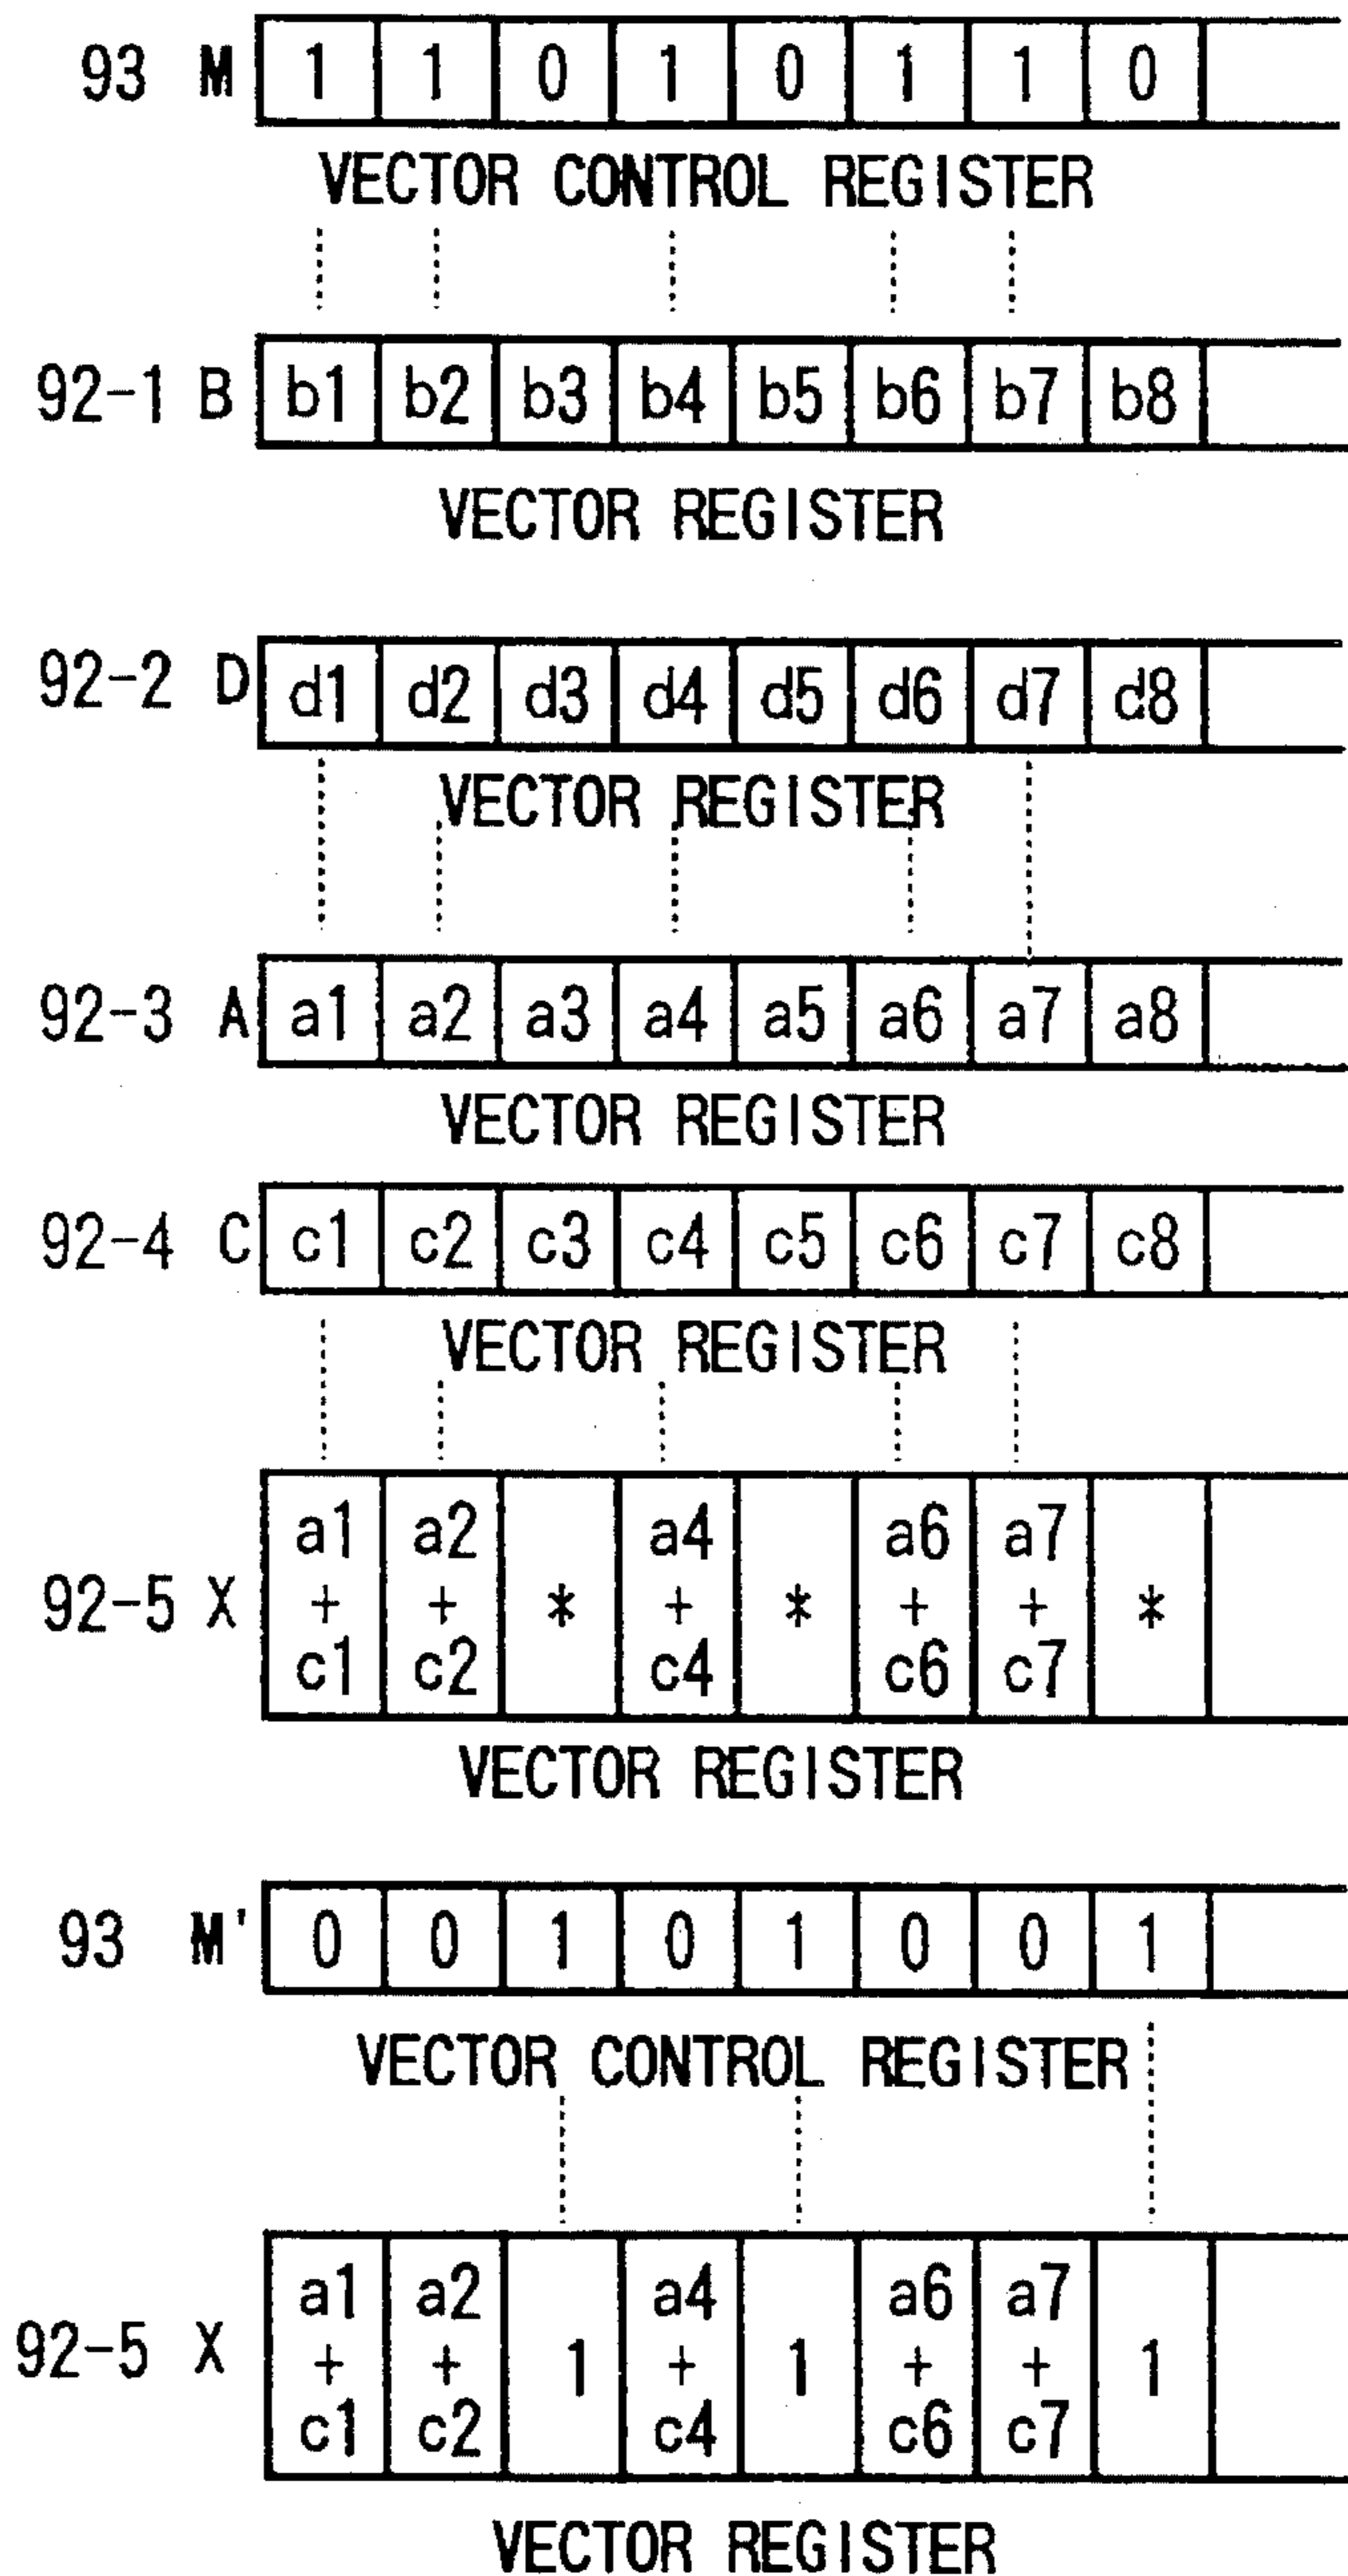 93 M 1 1 0 1 0 1 1 0
VECTOR CONTROL REGISTER
92-1 B b1 b2 b3 b4 b5 b6 b7 b8
VECTOR REGISTER
92-2 D d1 d2 d3 d4 d5 d6 d7 d8
VECTOR REGISTER
92-3 A a1 a2 a3 a4 a5 a6 a7 a8
VECTOR REGISTER
92-4 C c1 c2 c3 c4 c5 c6 c7 c8
VECTOR REGISTER
a1 a2 a4 a6 a7
92-5 X + + * + * + + *
c1 c2 c4 c6 c7
VECTOR REGISTER
93 M' 0 0 1 0 1 0 0 1
VECTOR CONTROL REGISTER
a1 a2 a4 a6 a7
92-5 X + + 1 + 1 + + 1
c1 c2 c4 c6 c7
VECTOR REGISTER